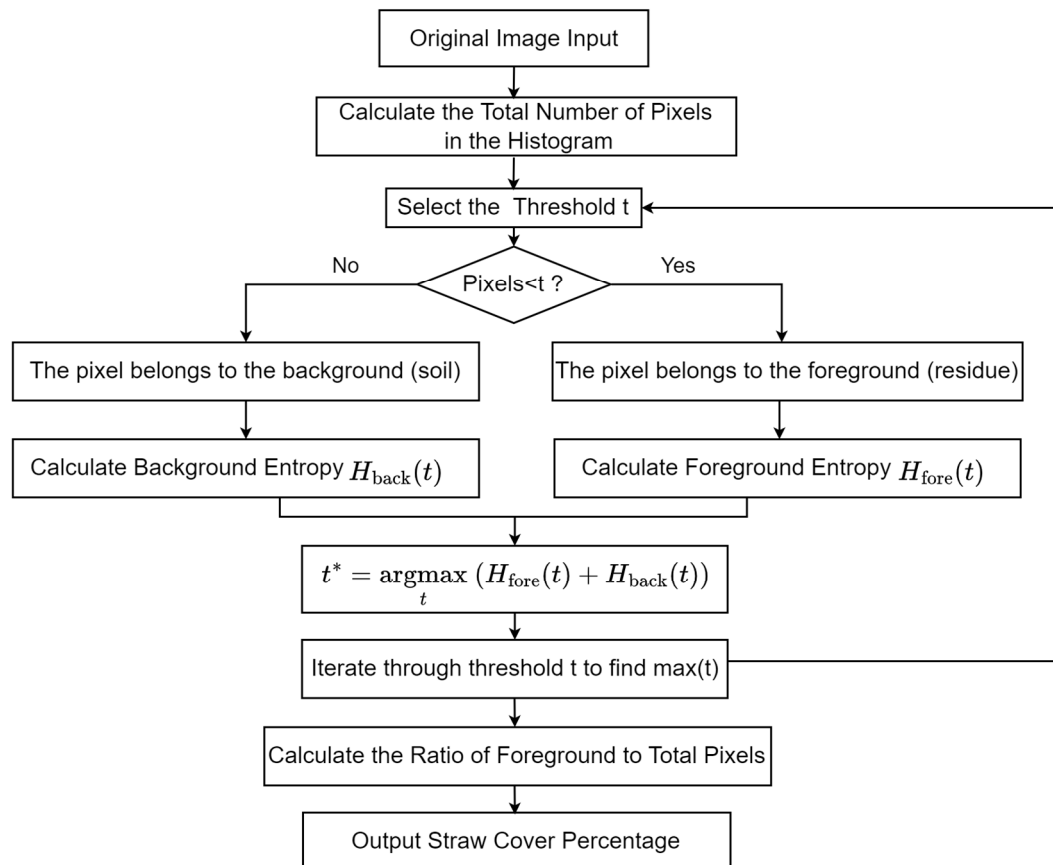 Original Image Input
Calculate the Total Number of Pixels
in the Histogram
Select the Threshold t
No
Yes
Pixels<t ?
The pixel belongs to the background (soil)
The pixel belongs to the foreground (residue)
Calculate Background Entropy H_back(t)
Calculate Foreground Entropy H_fore(t)
t* = argmax (H_fore(t) + H_back(t))
t
Iterate through threshold t to find max(t)
Calculate the Ratio of Foreground to Total Pixels
Output Straw Cover Percentage